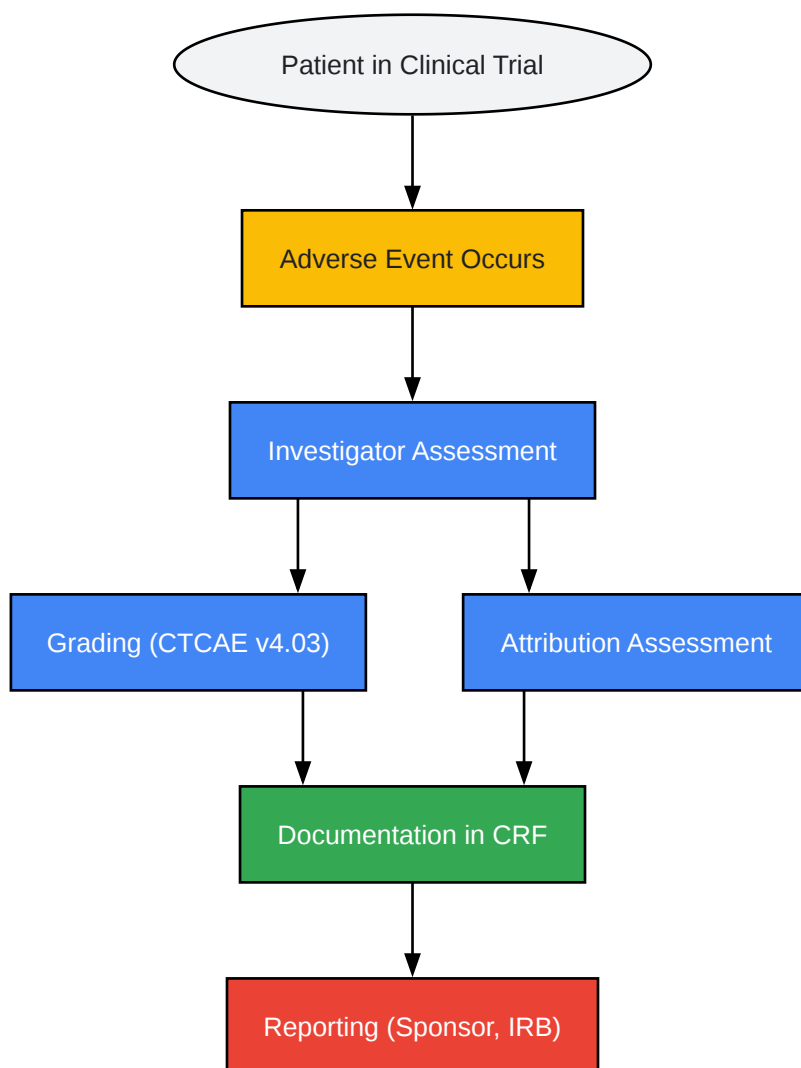 Patient in Clinical Trial
Adverse Event Occurs
Investigator Assessment
Grading (CTCAE v4.03)
Attribution Assessment
Documentation in CRF
Reporting (Sponsor, IRB)